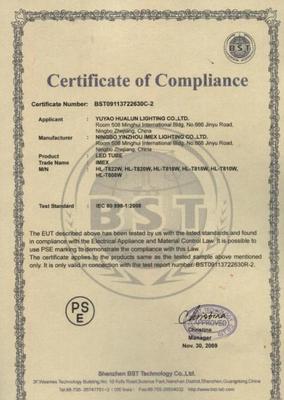 BST
Certificate of Compliance
Certificate Number: BST09113722630C-2
Applicant : YUYAO HUALUN LIGHTING CO.,LTD.
Room 508 Minghui International Bldg. No.666 Jinyu Road,
Ningbo Zhejiang, China
Manufacturer : NINGBO YINZHOU IMEX LIGHTING CO.,LTD.
Room 508 Minghui International Bldg. No.666 Jinyu Road,
Ningbo Zhejiang, China
Product : LED TUBE
Trade Name : IMEX
M/N : HL-T822W, HL-T820W, HL-T818W, HL-T815W, HL-T810W,
HL-T808W
BST
Test Standard : IEC 60 998-1:2008
The EUT described above has been tested by us with the listed standards and found
in compliance with the Electrical Appliance and Material Control Law. It is possible to
use PSE marking to demonstrate the compliance with this Law.
The certificate applies to the products same as the tested sample above mentioned
only. It is only valid in connection with the test report number: BST09113722630R-2.
PS
E
Christina
APPROVED
Christina
Manager
Nov. 30, 2009
Shenzhen BST Technology Co.,Ltd.